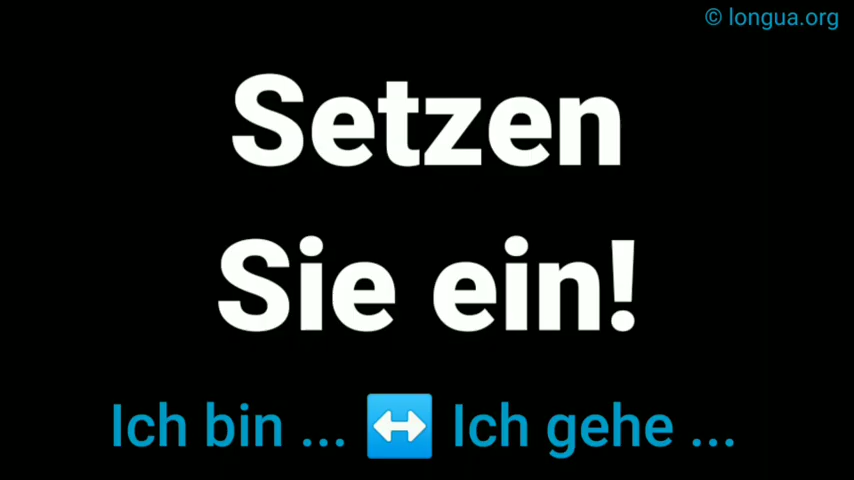 © longua.org
Setzen
Sie ein!
Ich bin ... ↔️ Ich gehe ...